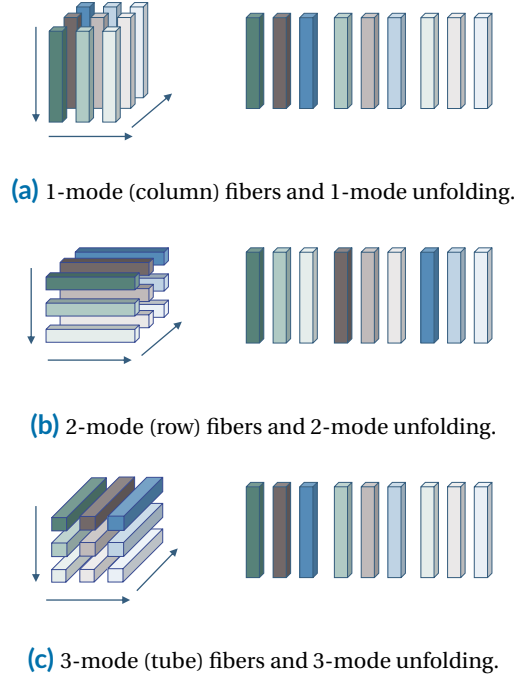 (a) 1-mode (column) fibers and 1-mode unfolding.
(b) 2-mode (row) fibers and 2-mode unfolding.
(c) 3-mode (tube) fibers and 3-mode unfolding.